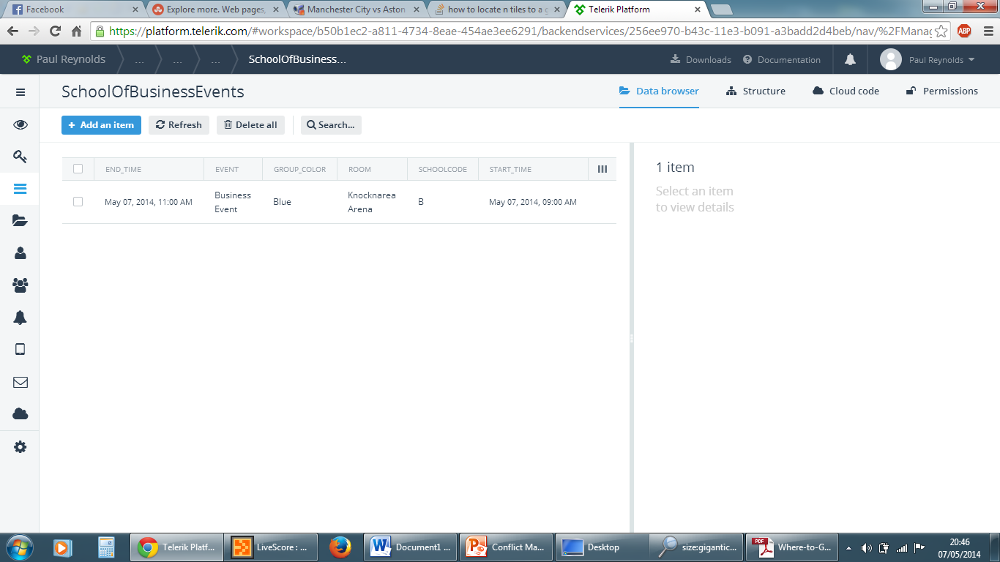 Facebook
Explore more. Web pages,
Manchester City vs Aston
how to locate n tiles to a g
Telerik Platform
https://platform.telerik.com/#workspace/b50b1ec2-a811-4734-8eae-454ae3ee6291/backendservices/256ee970-b43c-11e3-b091-a3badd2d4beb/nav/%2FManag
ABP
Paul Reynolds
...
...
...
SchoolOfBusiness...
Downloads
Documentation
Paul Reynolds
SchoolOfBusinessEvents
Data browser
Structure
Cloud code
Permissions
+ Add an item
Refresh
Delete all
Search...
END_TIME EVENT GROUP_COLOR ROOM SCHOOLCODE START_TIME
May 07, 2014, 11:00 AM Business Event Blue Knocknarea Arena B May 07, 2014, 09:00 AM
1 item
Select an item
to view details
Telerik Platf...
LiveScore : ...
Document1 ...
Conflict Ma...
Desktop
size:gigantic...
Where-to-G...
20:46
07/05/2014